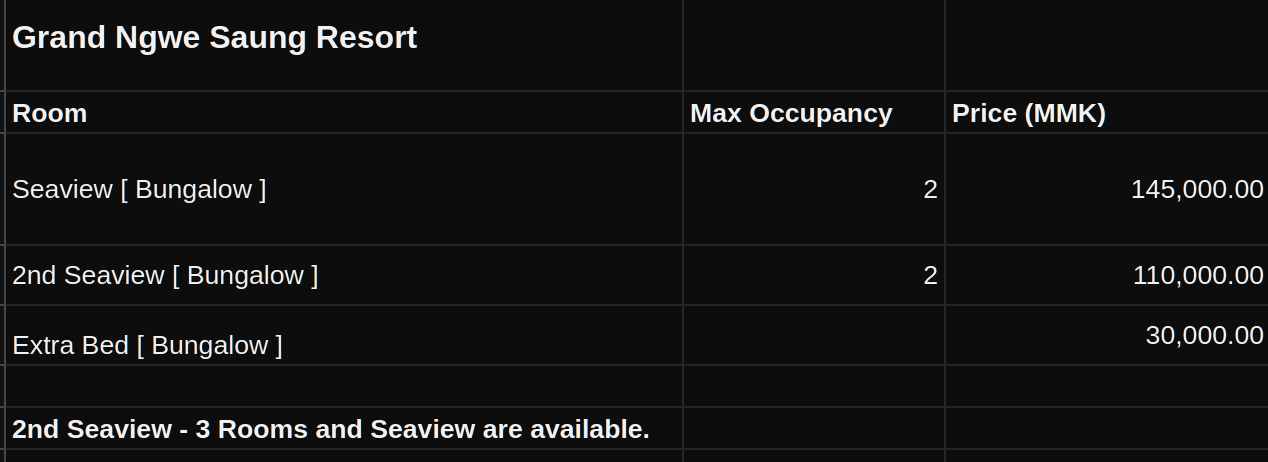 Grand Ngwe Saung Resort
Room Max Occupancy Price (MMK)
Seaview [ Bungalow ] 2 145,000.00
2nd Seaview [ Bungalow ] 2 110,000.00
Extra Bed [ Bungalow ] 30,000.00
2nd Seaview - 3 Rooms and Seaview are available.